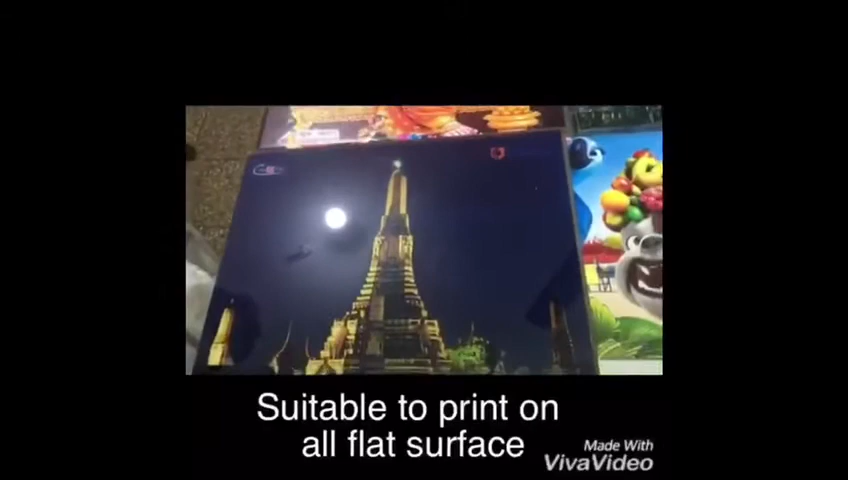 Suitable to print on
all flat surface
Made With
VivaVideo